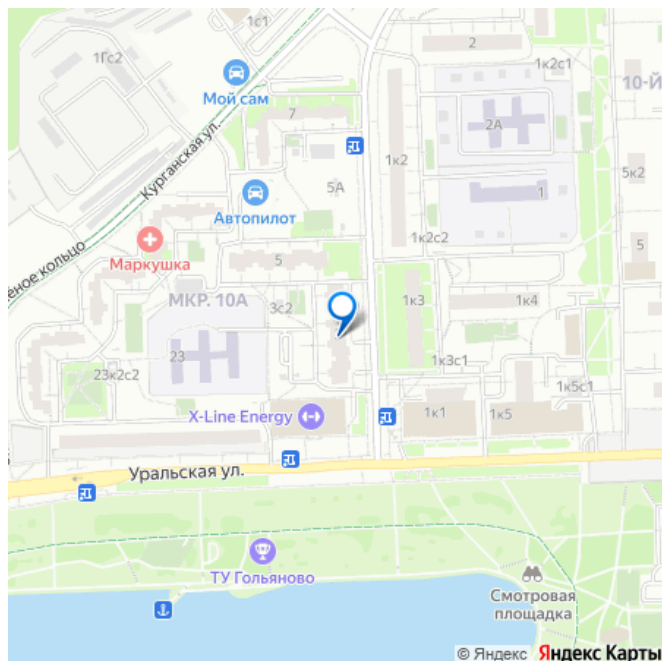 1с1
2
1Гс2
1к2с1
Мой сам
10-Й
7
2А
Курганская ул.
1к2
5к2
5А
1
Автопилот
1к2с2
5
Маркушка
еное кольцо
5
МКР. 10А
3с2
1к3
1к4
23
1к3с1
23к2с2
1к5с1
X-Line Energy
1к1
1к5
Уральская ул.
ТУ Гольяново
Смотровая
площадка
© Яндекс Яндекс Карты